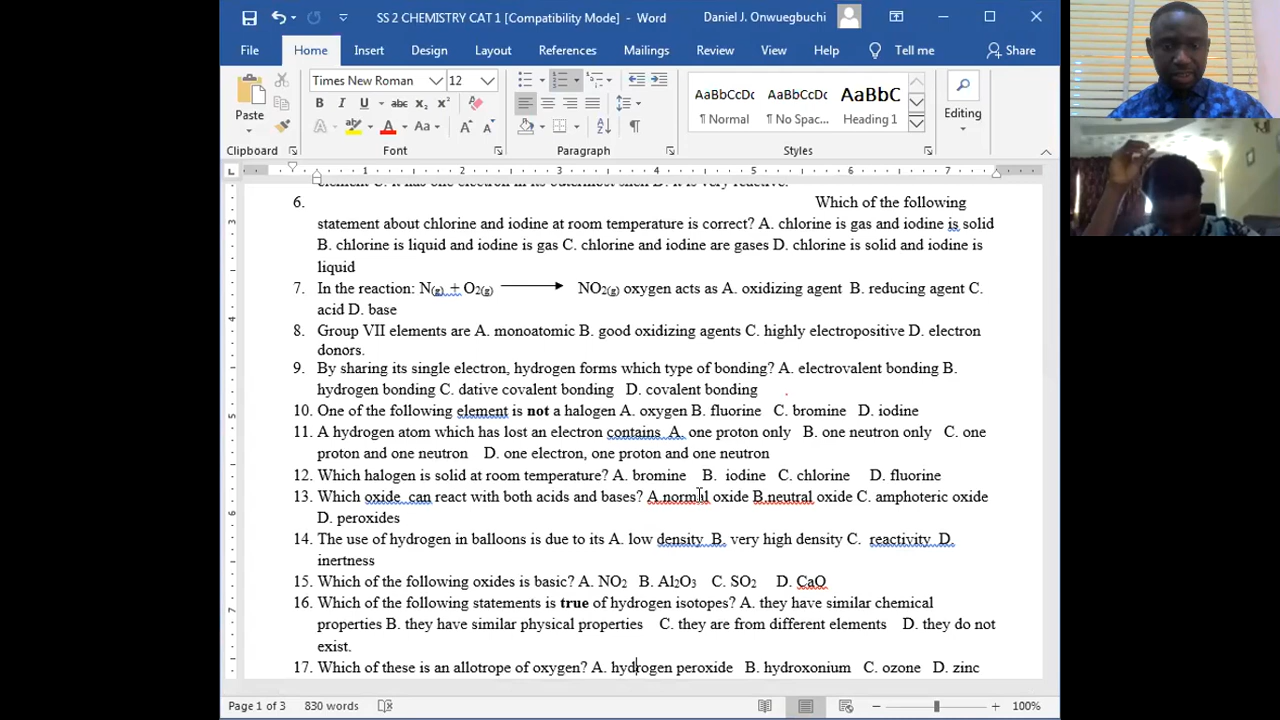 SS 2 CHEMISTRY CAT 1 [Compatibility Mode] - Word
Daniel J. Onwuegbuchi
File
Home
Insert
Design
Layout
References
Mailings
Review
View
Help
Tell me
Share
Paste
Clipboard
Times New Roman
12
Font
Paragraph
AaBbCcDc
¶ Normal
AaBbCcDc
¶ No Spac...
AaBbC
Heading 1
Styles
Editing
1 2 3 4 5 6 7
6. Which of the following
statement about chlorine and iodine at room temperature is correct? A. chlorine is gas and iodine is solid
B. chlorine is liquid and iodine is gas C. chlorine and iodine are gases D. chlorine is solid and iodine is
liquid
7. In the reaction: N(g) + O2(g) NO2(g) oxygen acts as A. oxidizing agent B. reducing agent C.
acid D. base
8. Group VII elements are A. monoatomic B. good oxidizing agents C. highly electropositive D. electron
donors.
9. By sharing its single electron, hydrogen forms which type of bonding? A. electrovalent bonding B.
hydrogen bonding C. dative covalent bonding D. covalent bonding
10. One of the following element is not a halogen A. oxygen B. fluorine C. bromine D. iodine
11. A hydrogen atom which has lost an electron contains A. one proton only B. one neutron only C. one
proton and one neutron D. one electron, one proton and one neutron
12. Which halogen is solid at room temperature? A. bromine B. iodine C. chlorine D. fluorine
13. Which oxide can react with both acids and bases? A.normal oxide B.neutral oxide C. amphoteric oxide
D. peroxides
14. The use of hydrogen in balloons is due to its A. low density B. very high density C. reactivity D.
inertness
15. Which of the following oxides is basic? A. NO2 B. Al2O3 C. SO2 D. CaO
16. Which of the following statements is true of hydrogen isotopes? A. they have similar chemical
properties B. they have similar physical properties C. they are from different elements D. they do not
exist.
17. Which of these is an allotrope of oxygen? A. hydrogen peroxide B. hydroxonium C. ozone D. zinc
Page 1 of 3
830 words
100%